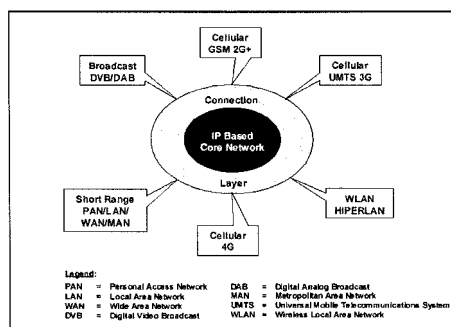 Cellular
GSM 2G+
Broadcast
DVB/DAB
Cellular
UMTS 3G
Connection
IP Based
Core Network
Layer
Short Range
PAN/LAN/
WAN/MAN
WLAN
HIPERLAN
Cellular
4G
Legend:
PAN = Personal Access Network
LAN = Local Area Network
WAN = Wide Area Network
DVB = Digital Video Broadcast
DAB = Digital Analog Broadcast
MAN = Metropolitan Area Network
UMTS = Universal Mobile Telecommunications System
WLAN = Wireless Local Area Network